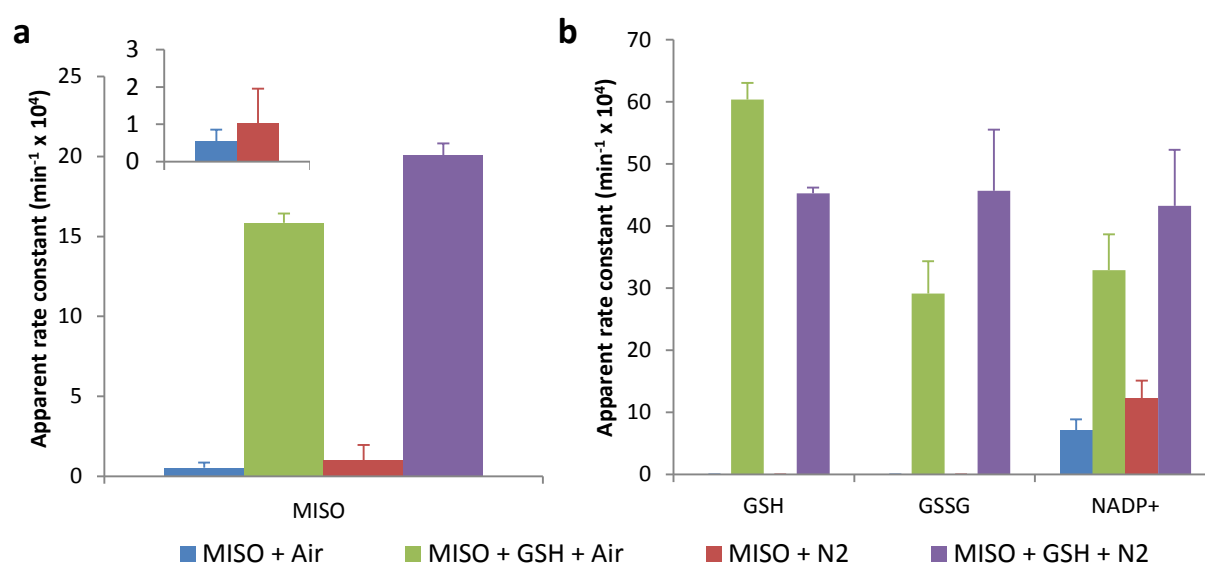 a
Apparent rate constant (min⁻¹ x 10⁴)
25
20
15
10
5
0
3
2
1
0
MISO
b
Apparent rate constant (min⁻¹ x 10⁴)
70
60
50
40
30
20
10
0
GSH GSSG NADP+
MISO + Air MISO + GSH + Air MISO + N2 MISO + GSH + N2